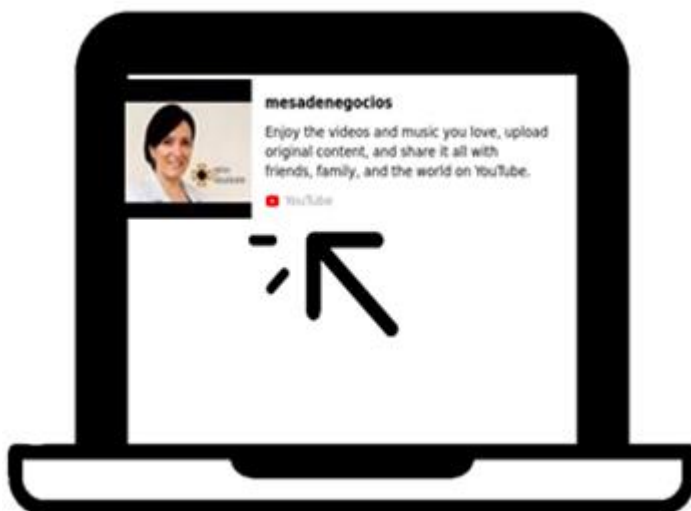 mesadenegocios
Enjoy the videos and music you love, upload
original content, and share it all with
friends, family, and the world on YouTube.
YouTube